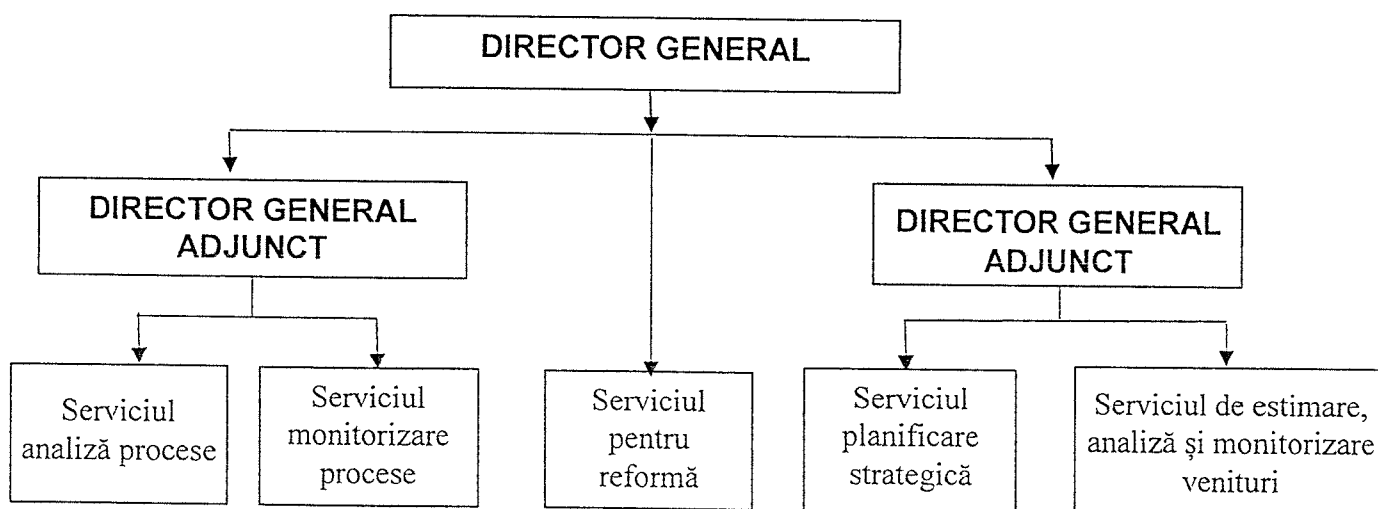 DIRECTOR GENERAL
DIRECTOR GENERAL
ADJUNCT
DIRECTOR GENERAL
ADJUNCT
Serviciul
analiză procese
Serviciul
monitorizare
procese
Serviciul
pentru
reformă
Serviciul
planificare
strategică
Serviciul de estimare,
analiză și monitorizare
venituri